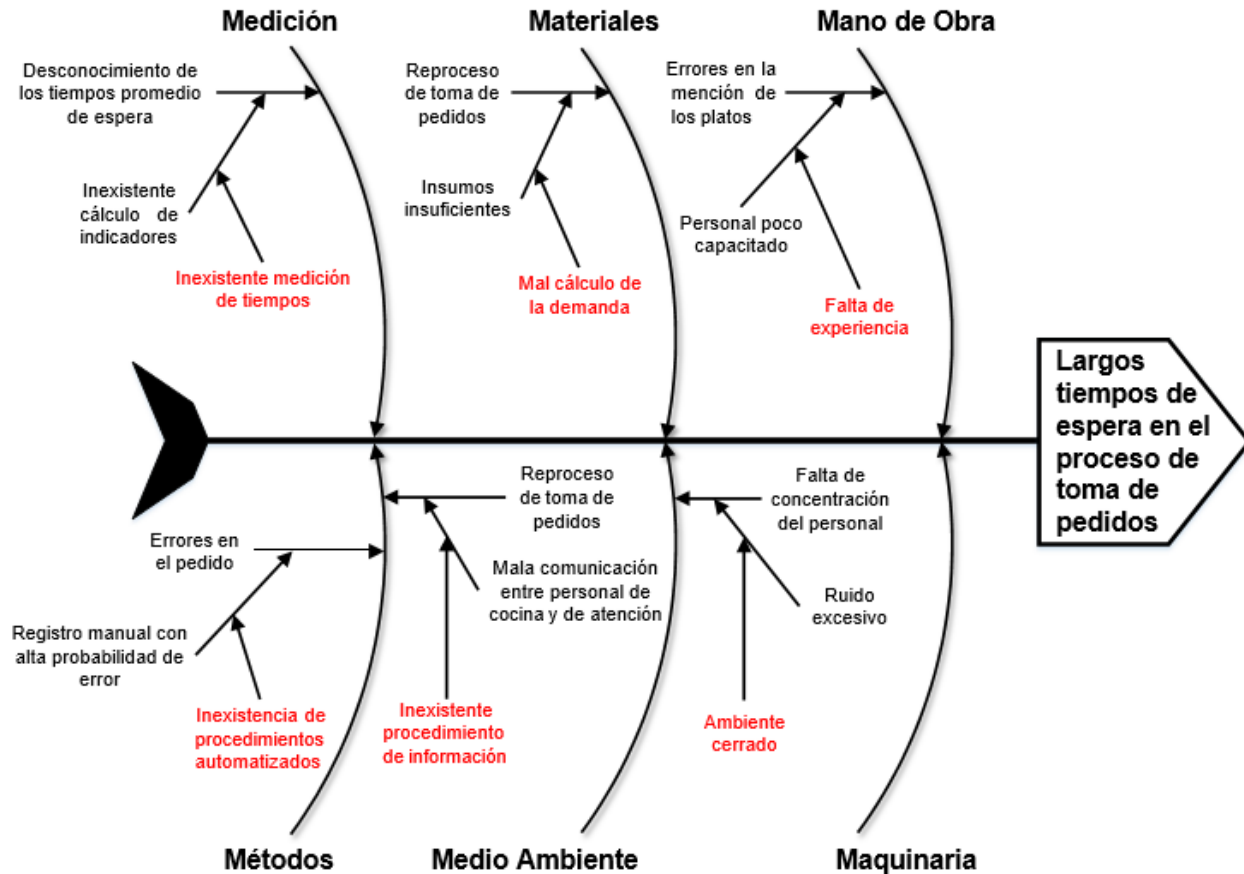 Medición
Materiales
Mano de Obra
Desconocimiento de
los tiempos promedio
de espera
Inexistente
cálculo de
indicadores
Inexistente medición
de tiempos
Reproceso
de toma de
pedidos
Insumos
insuficientes
Mal cálculo de
la demanda
Errores en la
mención de
los platos
Personal poco
capacitado
Falta de
experiencia
Largos
tiempos de
espera en el
proceso de
toma de
pedidos
Errores en
el pedido
Registro manual con
alta probabilidad de
error
Inexistencia de
procedimientos
automatizados
Reproceso
de toma de
pedidos
Mala comunicación
entre personal de
cocina y de atención
Inexistente
procedimiento
de información
Falta de
concentración
del personal
Ruido
excesivo
Ambiente
cerrado
Métodos
Medio Ambiente
Maquinaria